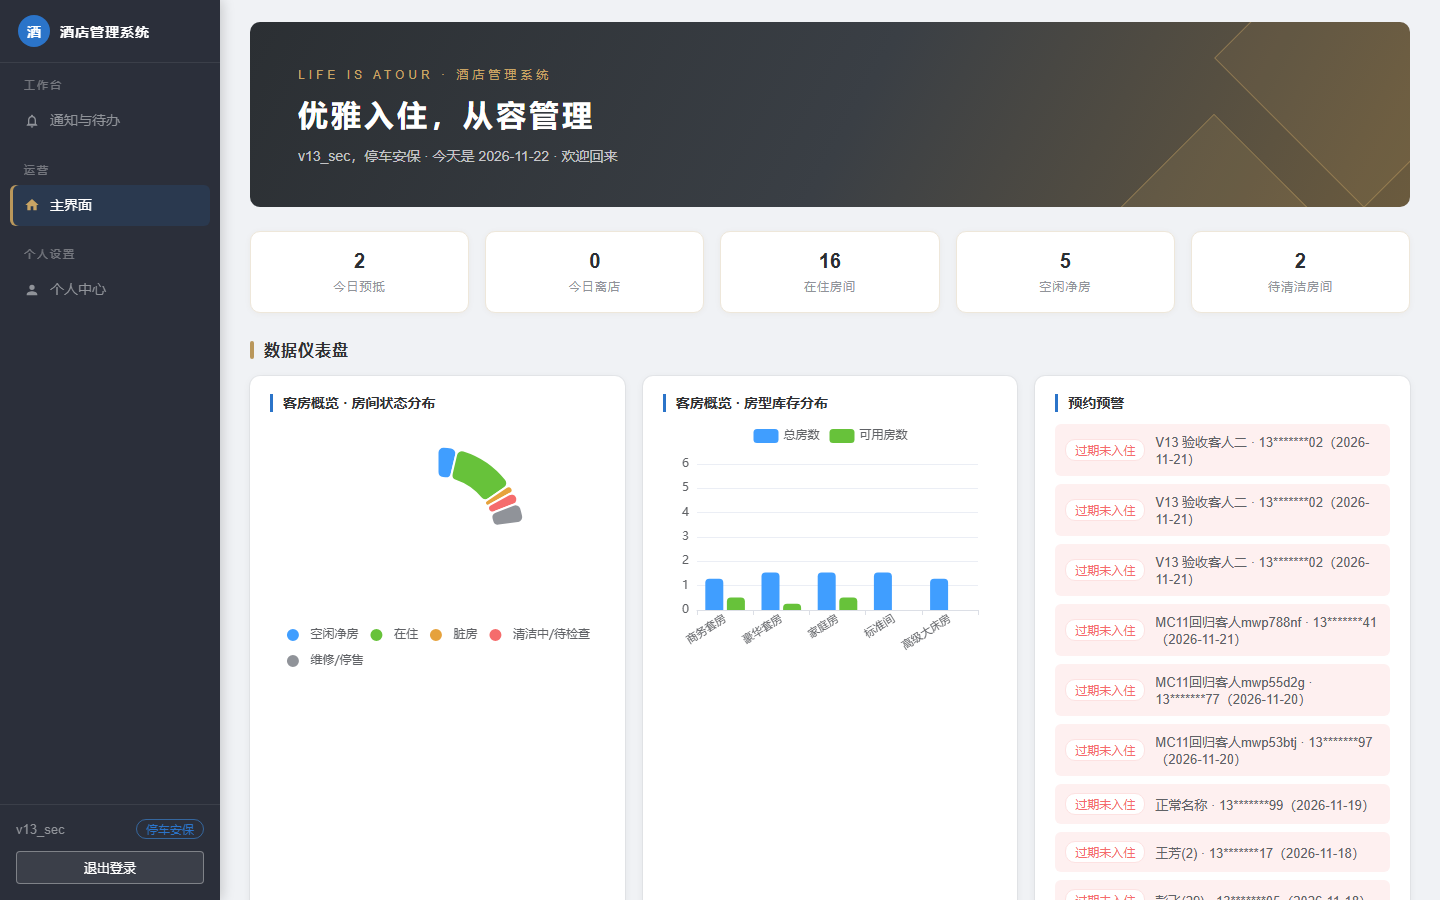 酒 酒店管理系统
工作台
通知与待办
运营
主界面
个人设置
个人中心
v13_sec 停车安保
退出登录
LIFE IS ATOUR · 酒店管理系统
优雅入住，从容管理
v13_sec，停车安保 · 今天是 2026-11-22 · 欢迎回来
2
今日预抵
0
今日离店
16
在住房间
5
空闲净房
2
待清洁房间
数据仪表盘
客房概览 · 房间状态分布
空闲净房 在住 脏房 清洁中/待检查
维修/停售
客房概览 · 房型库存分布
总房数 可用房数
6
5
4
3
2
1
0
商务套房 豪华套房 家庭房 标准间 高级大床房
预约预警
过期未入住 V13 验收客人二 · 13*******02（2026-
11-21）
过期未入住 V13 验收客人二 · 13*******02（2026-
11-21）
过期未入住 V13 验收客人二 · 13*******02（2026-
11-21）
过期未入住 MC11回归客人mwp788nf · 13*******41
（2026-11-21）
过期未入住 MC11回归客人mwp55d2g ·
13*******77（2026-11-20）
过期未入住 MC11回归客人mwp53btj · 13*******97
（2026-11-20）
过期未入住 正常名称 · 13*******99（2026-11-19）
过期未入住 王芳(2) · 13*******17（2026-11-18）